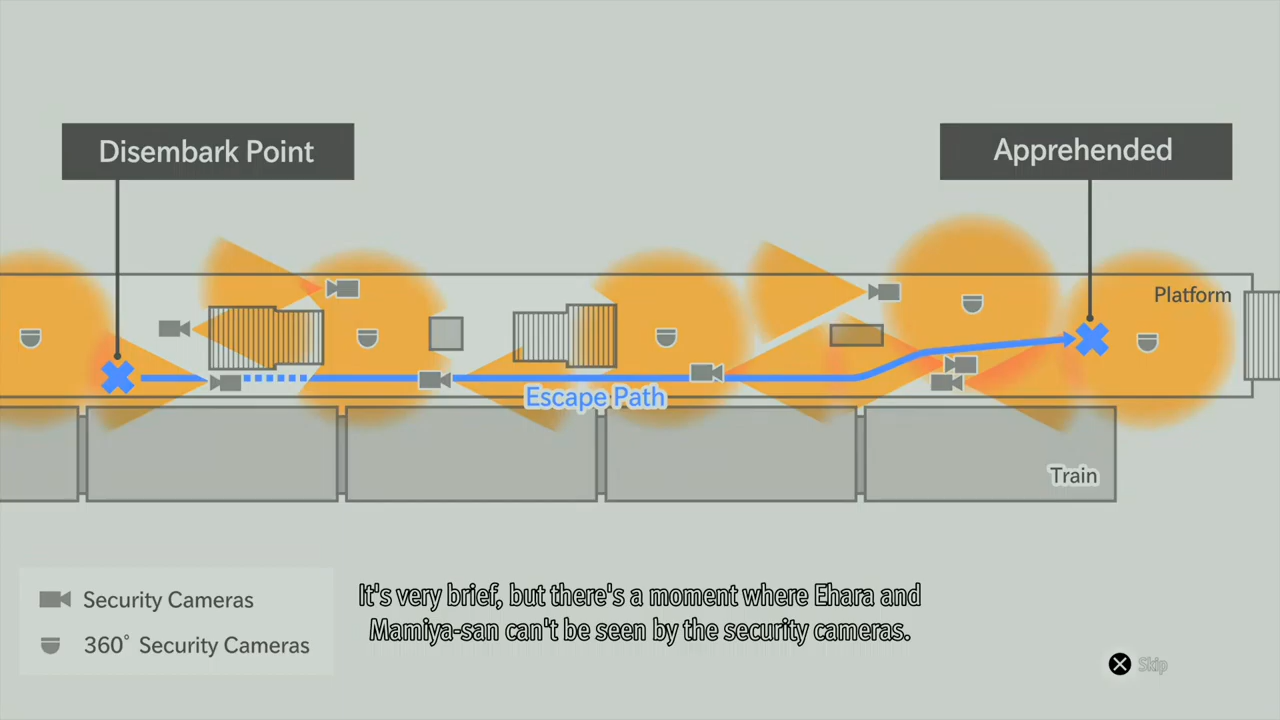 Disembark Point
Apprehended
Platform
Escape Path
Train
Security Cameras
360° Security Cameras
It's very brief, but there's a moment where Ehara and
Mamiya-san can't be seen by the security cameras.
Skip